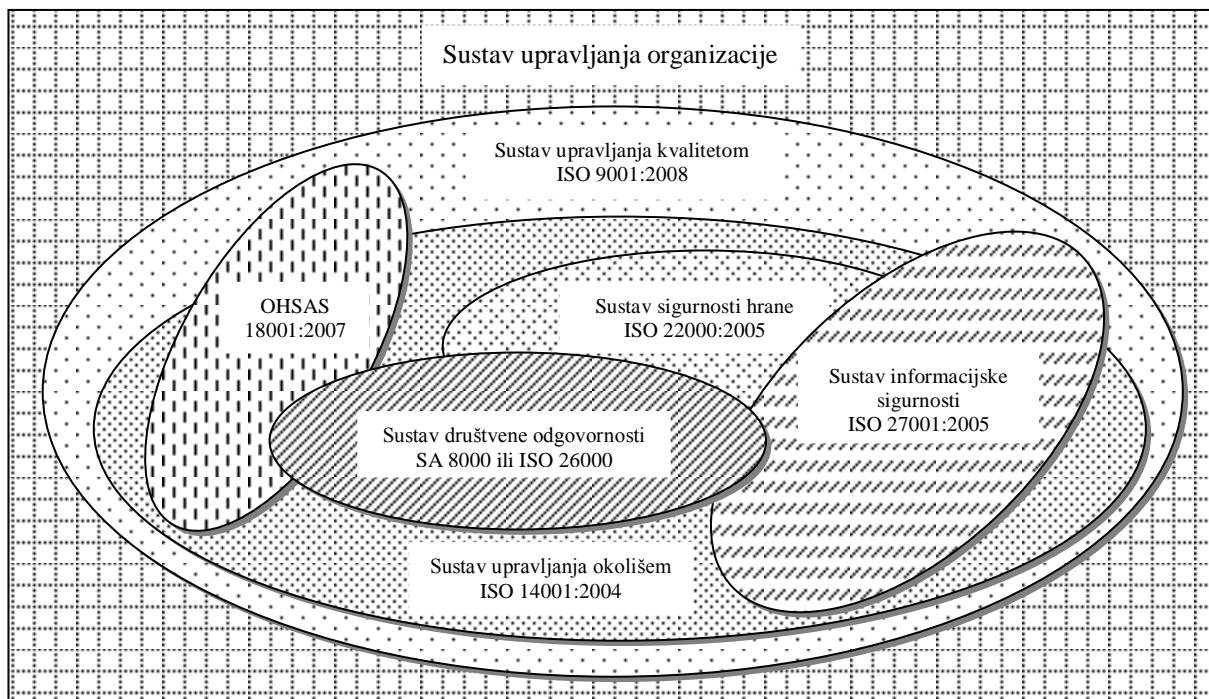 Sustav upravljanja organizacije
Sustav upravljanja kvalitetom
ISO 9001:2008
OHSAS
18001:2007
Sustav sigurnosti hrane
ISO 22000:2005
Sustav informacijske
sigurnosti
ISO 27001:2005
Sustav društvene odgovornosti
SA 8000 ili ISO 26000
Sustav upravljanja okolišem
ISO 14001:2004